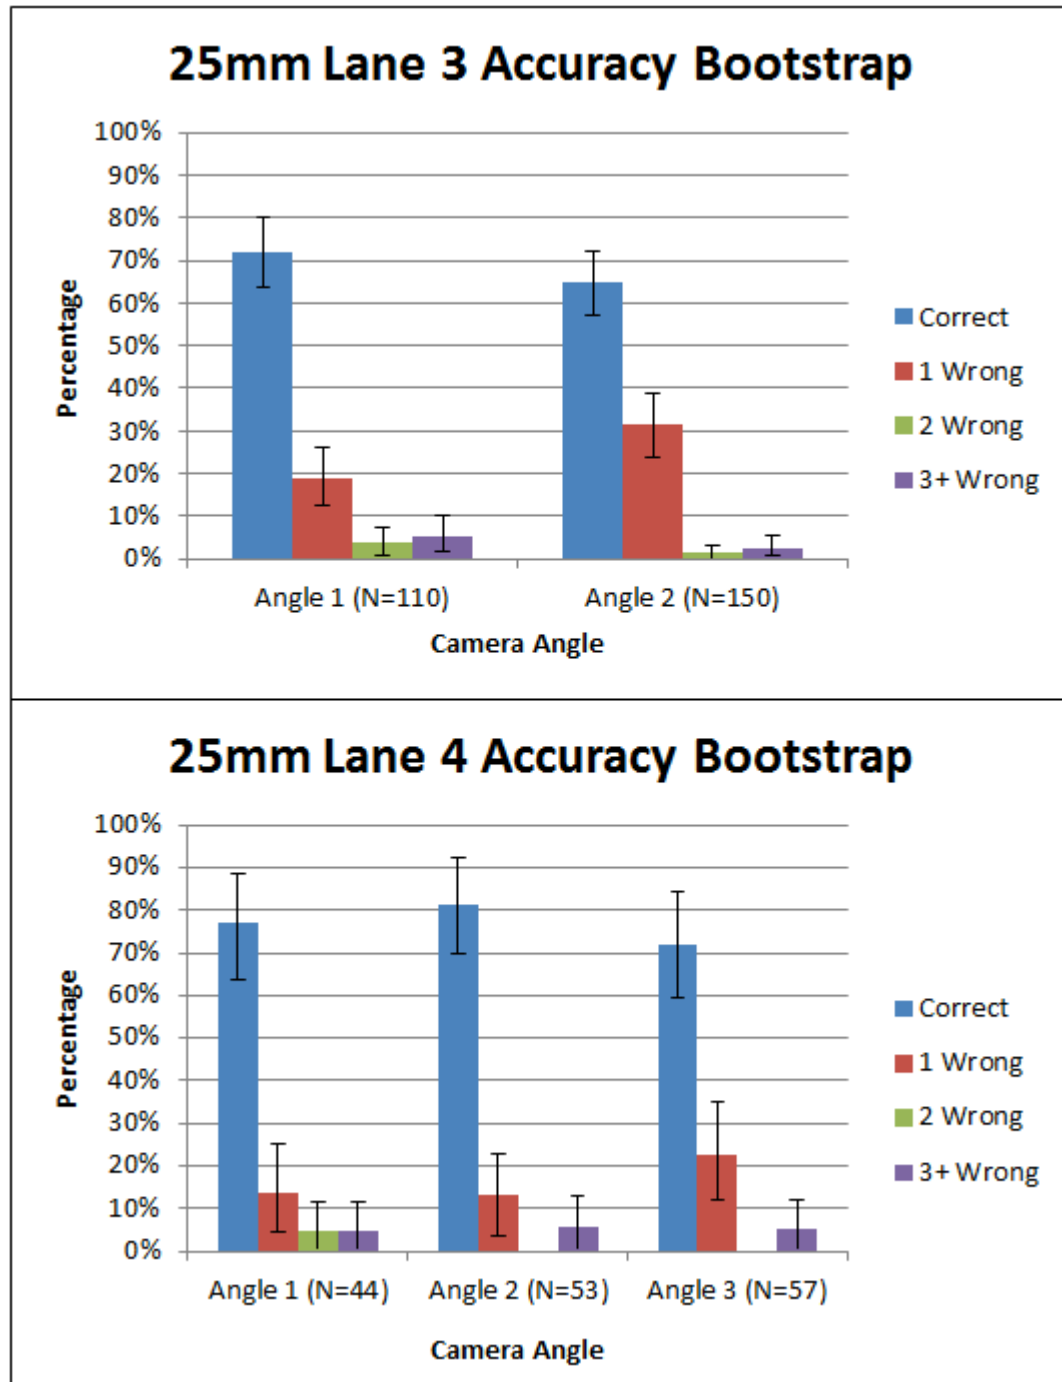 25mm Lane 3 Accuracy Bootstrap
100%
90%
80%
70%
60%
50%
40%
30%
20%
10%
0%
Percentage
Angle 1 (N=110)
Angle 2 (N=150)
Camera Angle
Correct
1 Wrong
2 Wrong
3+ Wrong
25mm Lane 4 Accuracy Bootstrap
100%
90%
80%
70%
60%
50%
40%
30%
20%
10%
0%
Percentage
Angle 1 (N=44)
Angle 2 (N=53)
Angle 3 (N=57)
Camera Angle
Correct
1 Wrong
2 Wrong
3+ Wrong